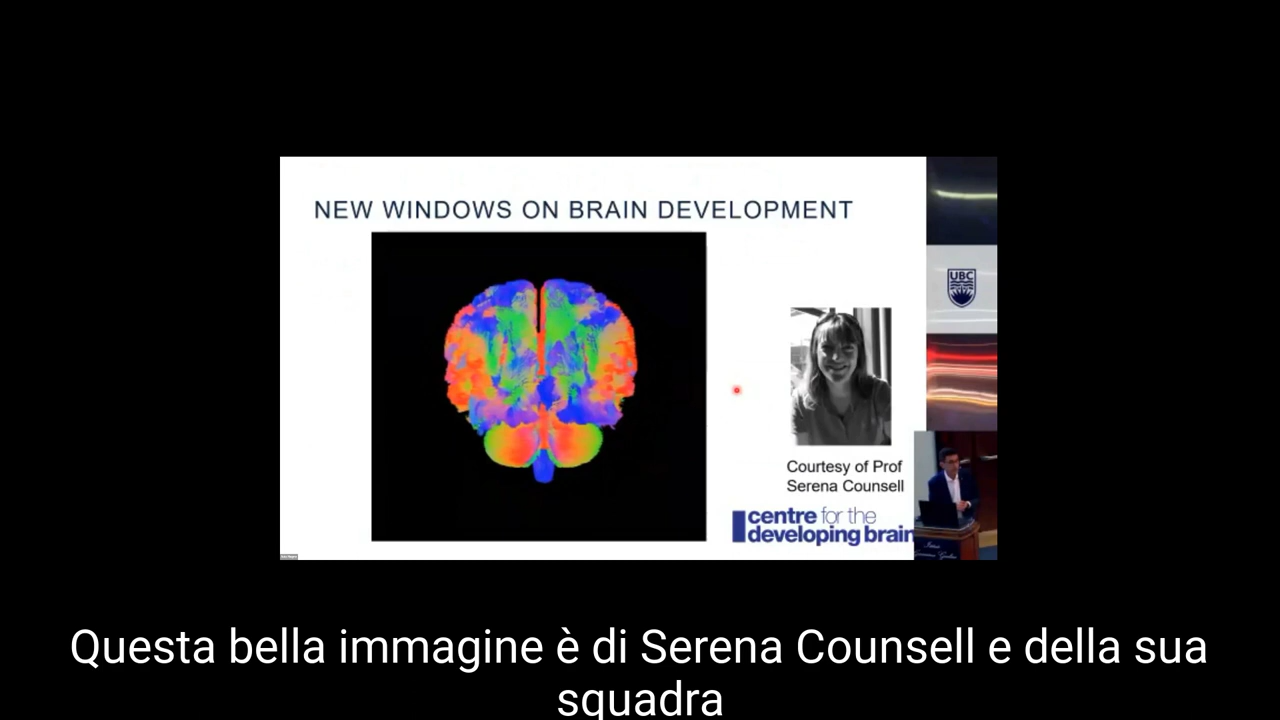 NEW WINDOWS ON BRAIN DEVELOPMENT
UBC
Courtesy of Prof
Serena Counsell
centre for the
developing brain
Questa bella immagine è di Serena Counsell e della sua
squadra